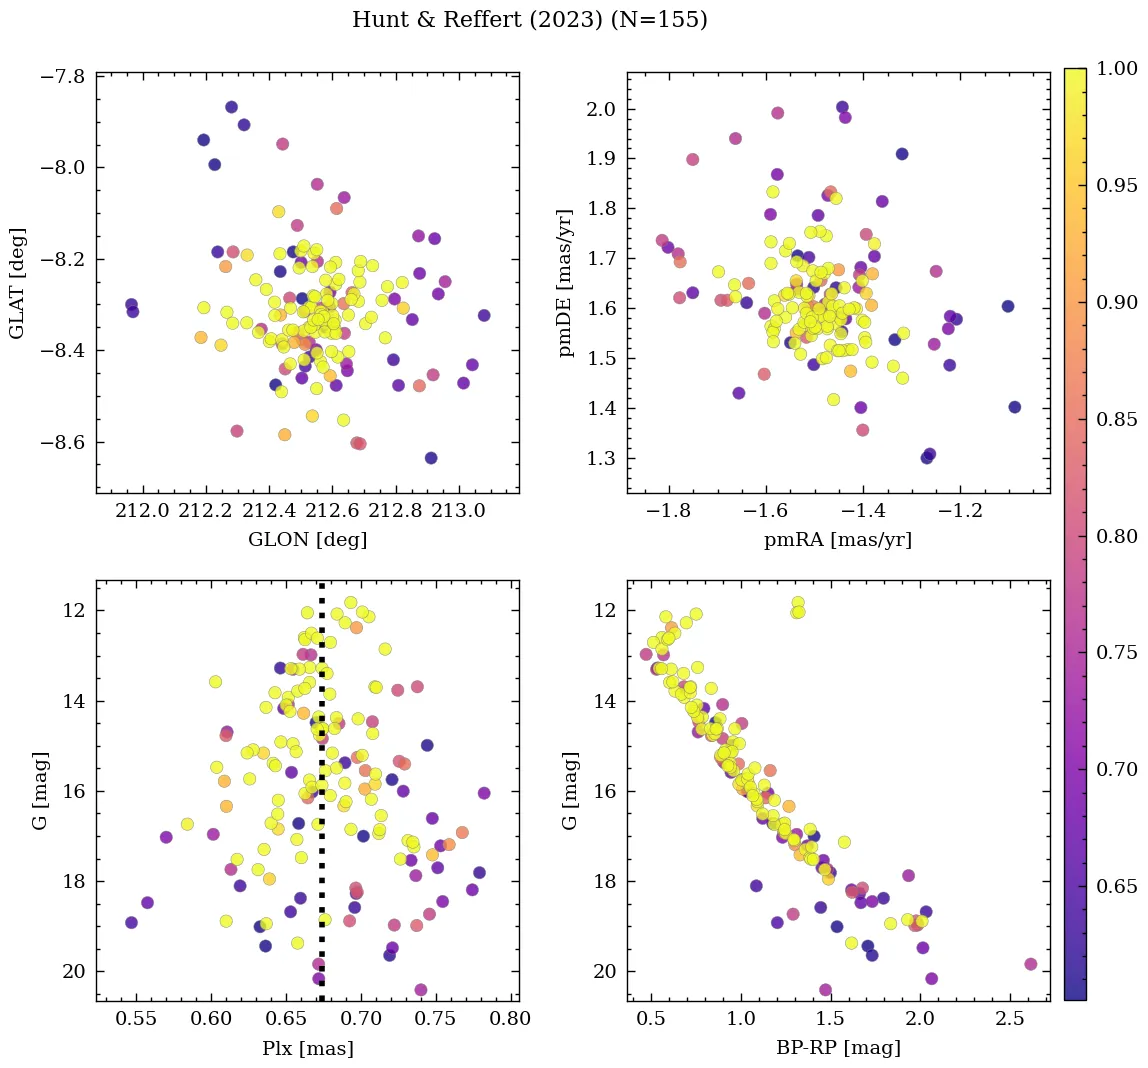 Hunt & Reffert (2023) (N=155)
−7.8
−8.0
−8.2
−8.4
−8.6
GLAT [deg]
212.0 212.2 212.4 212.6 212.8 213.0
GLON [deg]
2.0
1.9
1.8
1.7
1.6
1.5
1.4
1.3
pmDE [mas/yr]
−1.8 −1.6 −1.4 −1.2
pmRA [mas/yr]
12
14
16
18
20
G [mag]
0.55 0.60 0.65 0.70 0.75 0.80
Plx [mas]
12
14
16
18
20
G [mag]
0.5 1.0 1.5 2.0 2.5
BP-RP [mag]
1.00
0.95
0.90
0.85
0.80
0.75
0.70
0.65